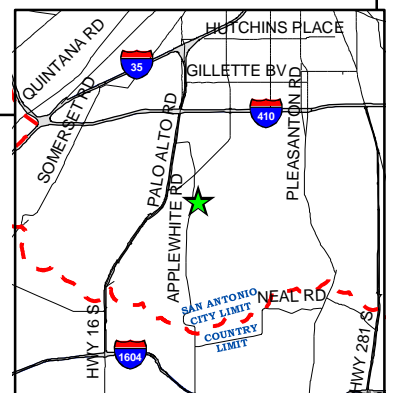 HUTCHINS PLACE
QUINTANA RD
35
GILLETTE BV
SOMERSET RD
PALO ALTO RD
PLEASANTON RD
410
APPLEWHITE RD
SAN ANTONIO
CITY LIMIT
NEAL RD
COUNTRY
LIMIT
HWY 16 S
1604
HWY 281 S